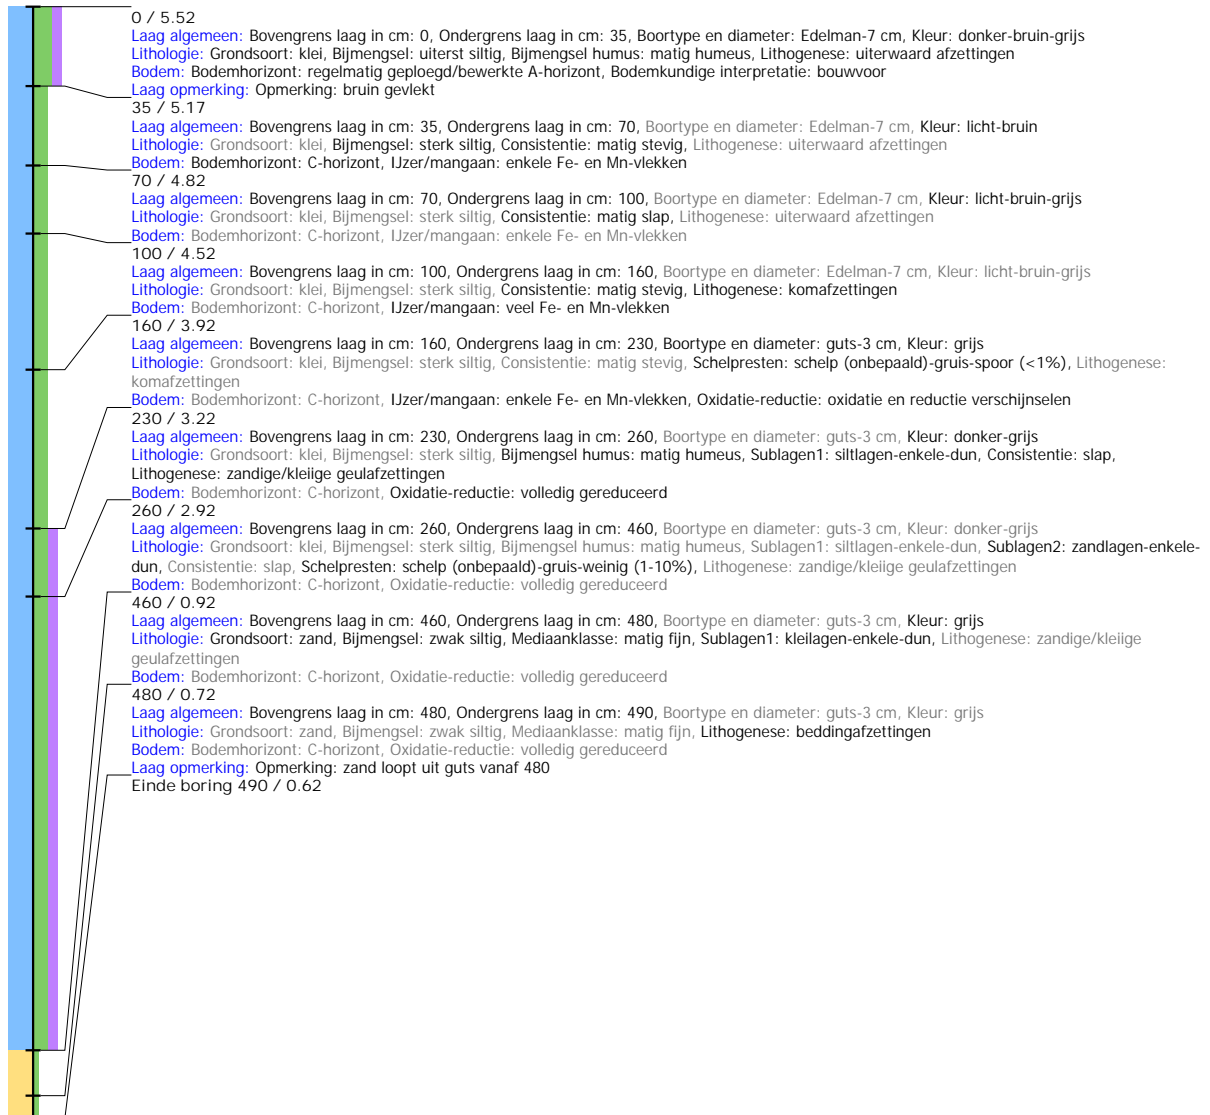 0 / 5.52
Laag algemeen: Bovengrens laag in cm: 0, Ondergrens laag in cm: 35, Boortype en diameter: Edelman-7 cm, Kleur: donker-bruin-grijs
Lithologie: Grondsoort: klei, Bijmengsel: uiterst siltig, Bijmengsel humus: matig humeus, Lithogenese: uiterwaard afzettingen
Bodem: Bodemhorizont: regelmatig geploegd/bewerkte A-horizont, Bodemkundige interpretatie: bouwvoor
Laag opmerking: Opmerking: bruin gevlekt
35 / 5.17
Laag algemeen: Bovengrens laag in cm: 35, Ondergrens laag in cm: 70, Boortype en diameter: Edelman-7 cm, Kleur: licht-bruin
Lithologie: Grondsoort: klei, Bijmengsel: sterk siltig, Consistentie: matig stevig, Lithogenese: uiterwaard afzettingen
Bodem: Bodemhorizont: C-horizont, IJzer/mangaan: enkele Fe- en Mn-vlekken
70 / 4.82
Laag algemeen: Bovengrens laag in cm: 70, Ondergrens laag in cm: 100, Boortype en diameter: Edelman-7 cm, Kleur: licht-bruin-grijs
Lithologie: Grondsoort: klei, Bijmengsel: sterk siltig, Consistentie: matig slap, Lithogenese: uiterwaard afzettingen
Bodem: Bodemhorizont: C-horizont, IJzer/mangaan: enkele Fe- en Mn-vlekken
100 / 4.52
Laag algemeen: Bovengrens laag in cm: 100, Ondergrens laag in cm: 160, Boortype en diameter: Edelman-7 cm, Kleur: licht-bruin-grijs
Lithologie: Grondsoort: klei, Bijmengsel: sterk siltig, Consistentie: matig stevig, Lithogenese: komafzettingen
Bodem: Bodemhorizont: C-horizont, IJzer/mangaan: veel Fe- en Mn-vlekken
160 / 3.92
Laag algemeen: Bovengrens laag in cm: 160, Ondergrens laag in cm: 230, Boortype en diameter: guts-3 cm, Kleur: grijs
Lithologie: Grondsoort: klei, Bijmengsel: sterk siltig, Consistentie: matig stevig, Schelpresten: schelp (onbepaald)-gruis-spoor (<1%), Lithogenese:
komafzettingen
Bodem: Bodemhorizont: C-horizont, IJzer/mangaan: enkele Fe- en Mn-vlekken, Oxidatie-reductie: oxidatie en reductie verschijnselen
230 / 3.22
Laag algemeen: Bovengrens laag in cm: 230, Ondergrens laag in cm: 260, Boortype en diameter: guts-3 cm, Kleur: donker-grijs
Lithologie: Grondsoort: klei, Bijmengsel: sterk siltig, Bijmengsel humus: matig humeus, Sublagen1: siltlagen-enkele-dun, Consistentie: slap,
Lithogenese: zandige/kleiige geulafzettingen
Bodem: Bodemhorizont: C-horizont, Oxidatie-reductie: volledig gereduceerd
260 / 2.92
Laag algemeen: Bovengrens laag in cm: 260, Ondergrens laag in cm: 460, Boortype en diameter: guts-3 cm, Kleur: donker-grijs
Lithologie: Grondsoort: klei, Bijmengsel: sterk siltig, Bijmengsel humus: matig humeus, Sublagen1: siltlagen-enkele-dun, Sublagen2: zandlagen-enkele-
dun, Consistentie: slap, Schelpresten: schelp (onbepaald)-gruis-weinig (1-10%), Lithogenese: zandige/kleiige geulafzettingen
Bodem: Bodemhorizont: C-horizont, Oxidatie-reductie: volledig gereduceerd
460 / 0.92
Laag algemeen: Bovengrens laag in cm: 460, Ondergrens laag in cm: 480, Boortype en diameter: guts-3 cm, Kleur: grijs
Lithologie: Grondsoort: zand, Bijmengsel: zwak siltig, Mediaanklasse: matig fijn, Sublagen1: kleilagen-enkele-dun, Lithogenese: zandige/kleiige
geulafzettingen
Bodem: Bodemhorizont: C-horizont, Oxidatie-reductie: volledig gereduceerd
480 / 0.72
Laag algemeen: Bovengrens laag in cm: 480, Ondergrens laag in cm: 490, Boortype en diameter: guts-3 cm, Kleur: grijs
Lithologie: Grondsoort: zand, Bijmengsel: zwak siltig, Mediaanklasse: matig fijn, Lithogenese: beddingafzettingen
Bodem: Bodemhorizont: C-horizont, Oxidatie-reductie: volledig gereduceerd
Laag opmerking: Opmerking: zand loopt uit guts vanaf 480
Einde boring 490 / 0.62